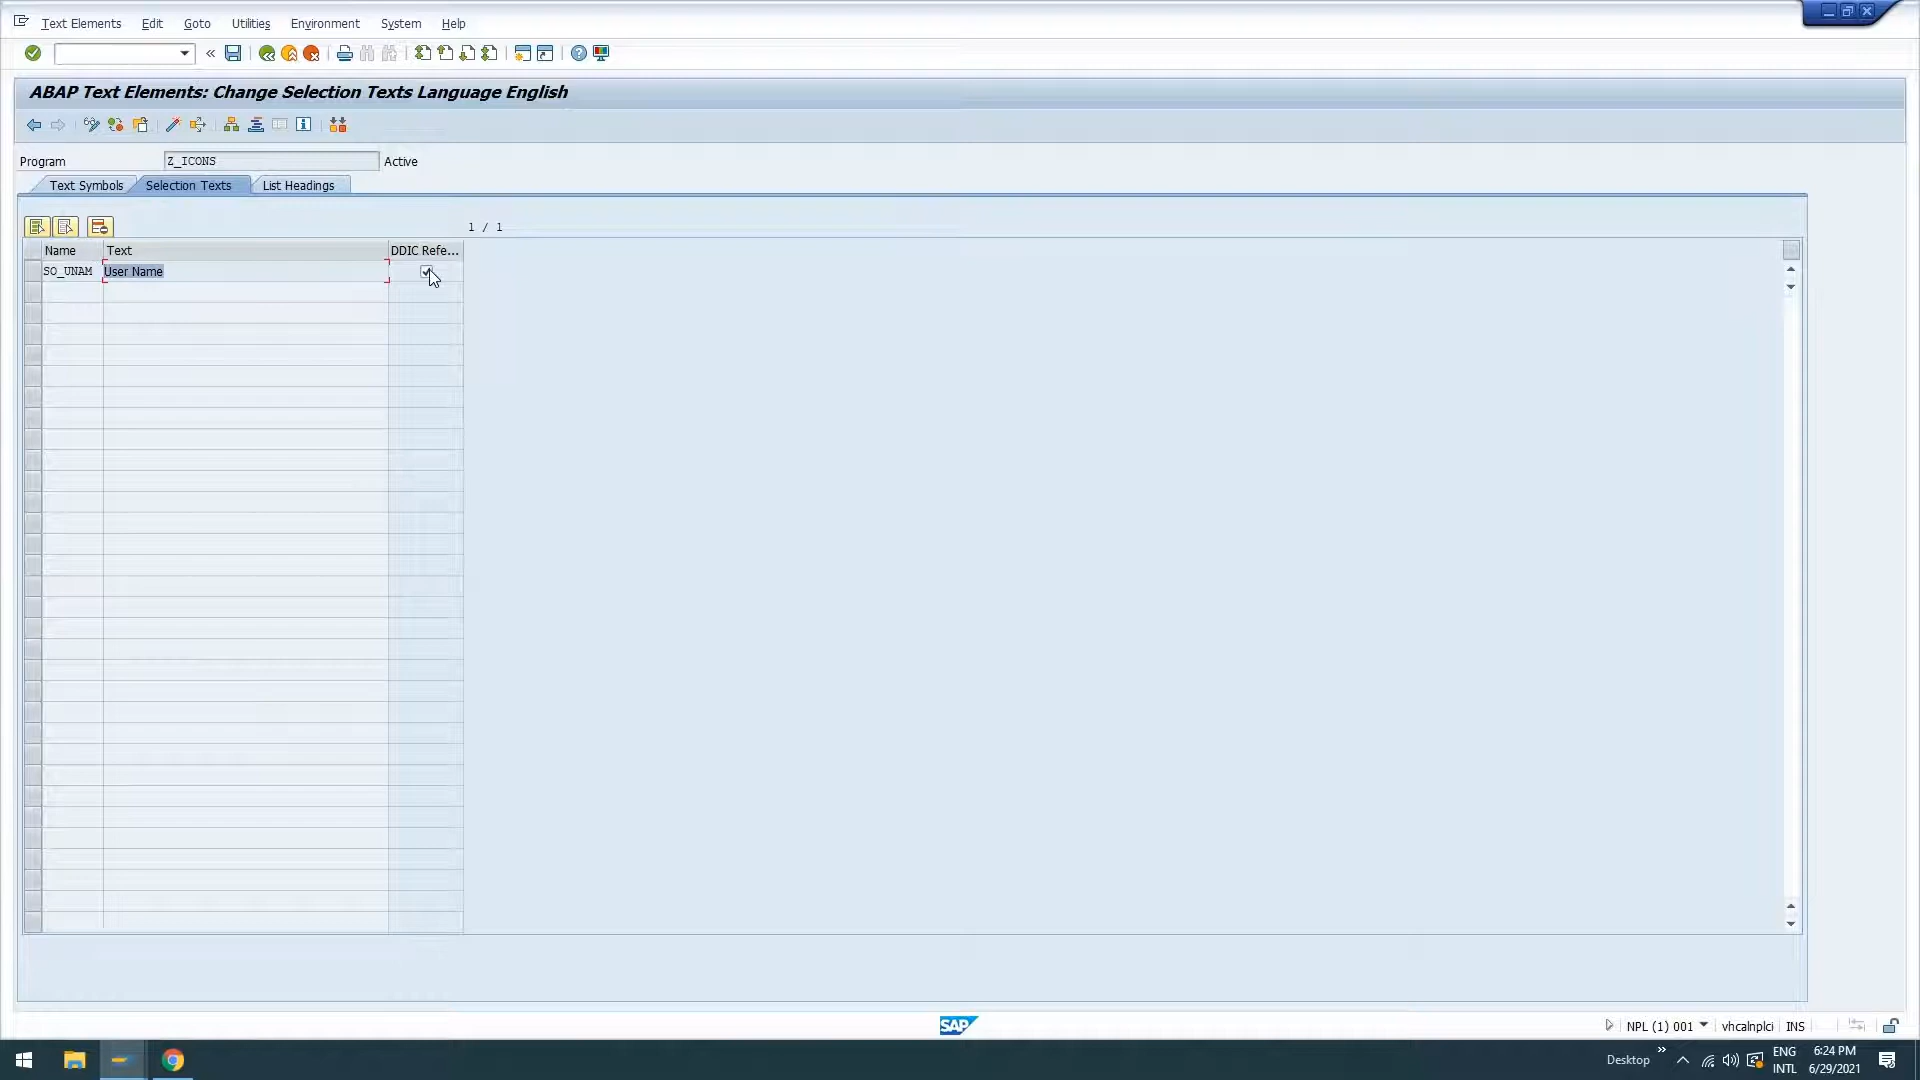 Text Elements Edit Goto Utilities Environment System Help
ABAP Text Elements: Change Selection Texts Language English
Program Z_ICONS Active
Text Symbols Selection Texts List Headings
1 / 1
Name Text DDIC Refe...
SO_UNAM User Name
SAP
NPL (1) 001 vhcalnplci INS
Desktop ENG 6:24 PM
INTL 6/29/2021